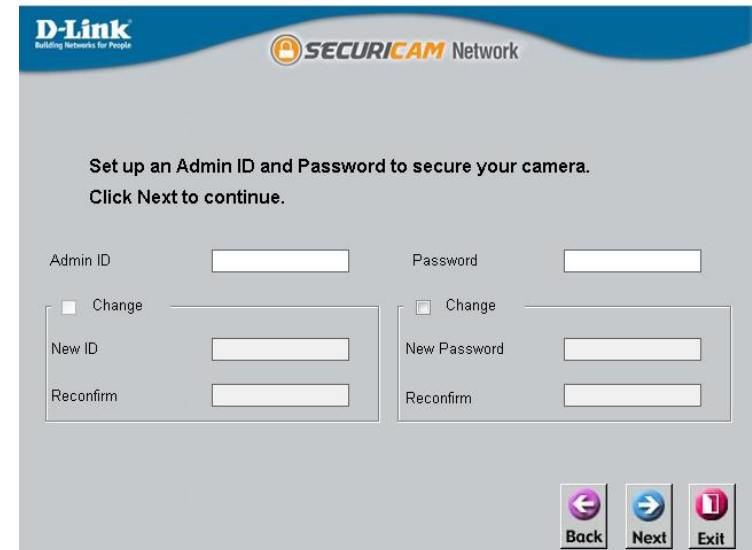 D-Link
Building Networks for People
SECURICAM Network
Set up an Admin ID and Password to secure your camera.
Click Next to continue.
Admin ID
Password
Change
Change
New ID
New Password
Reconfirm
Reconfirm
Back
Next
Exit